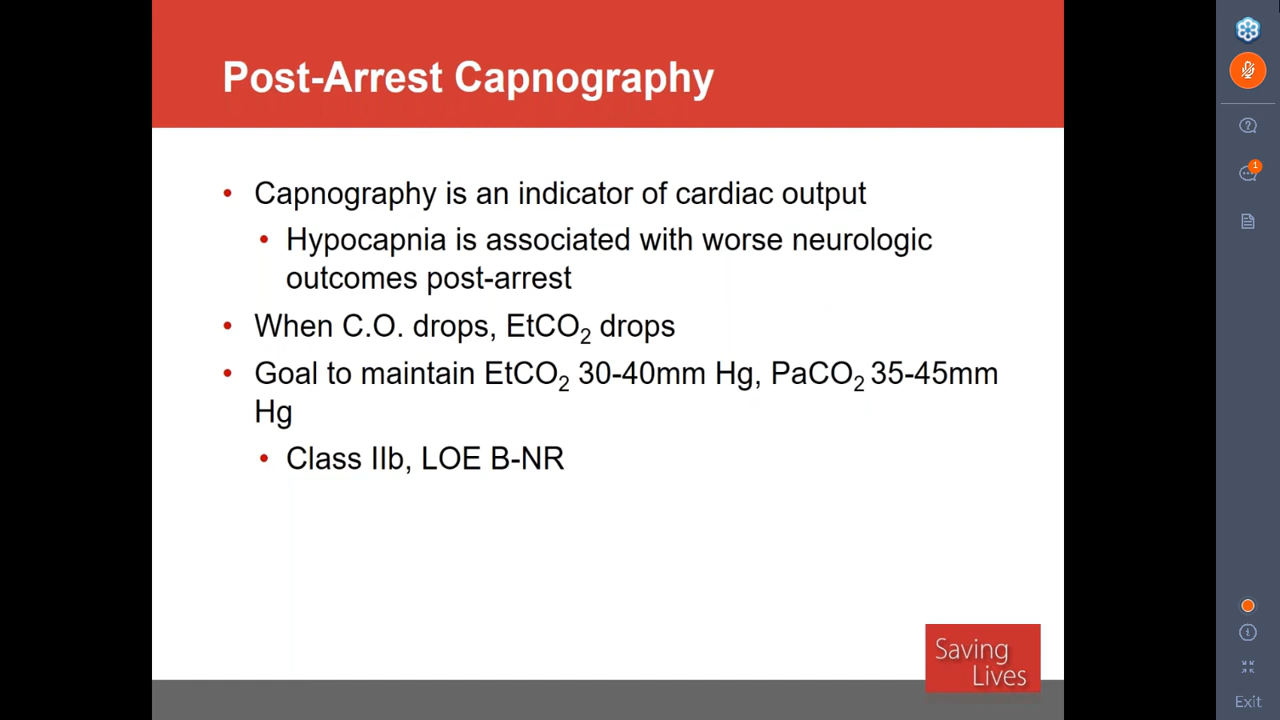 Post-Arrest Capnography
• Capnography is an indicator of cardiac output
• Hypocapnia is associated with worse neurologic
outcomes post-arrest
• When C.O. drops, EtCO₂ drops
• Goal to maintain EtCO₂ 30-40mm Hg, PaCO₂ 35-45mm
Hg
• Class IIb, LOE B-NR
Saving
Lives
1
Exit